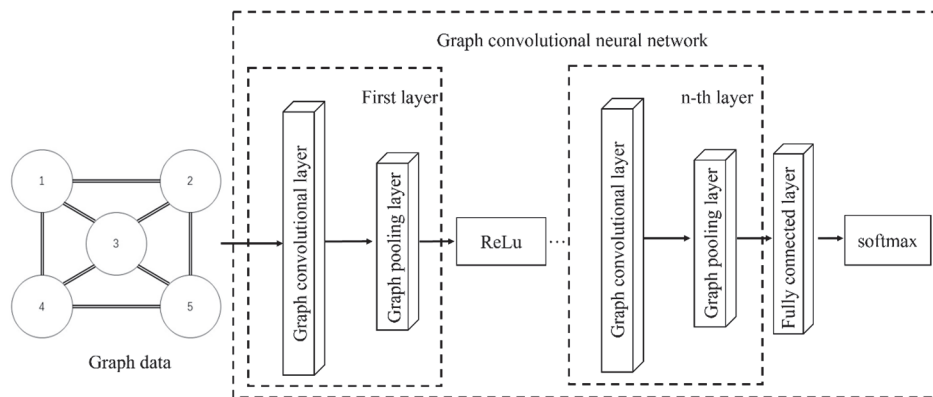 Graph convolutional neural network
First layer
n-th layer
1
2
3
4
5
Graph data
Graph convolutional layer
Graph pooling layer
ReLu
...
Graph convolutional layer
Graph pooling layer
Fully connected layer
softmax